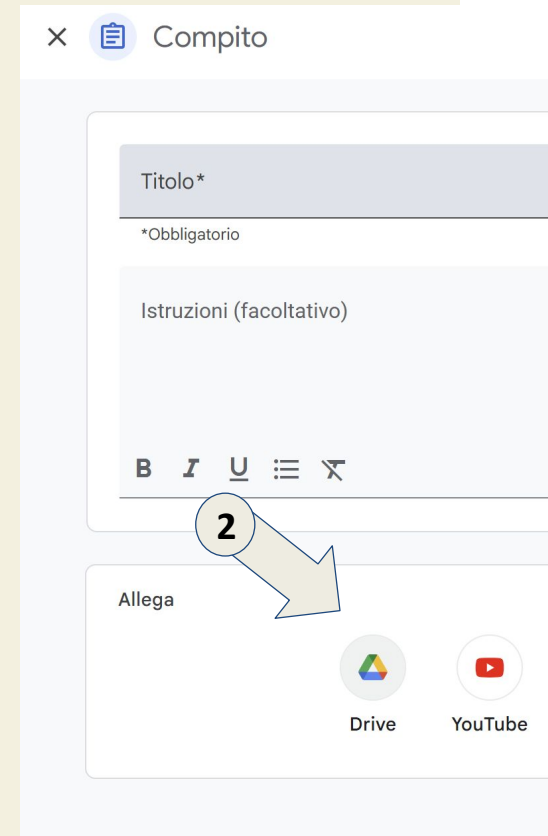 Compito
Titolo*
*Obbligatorio
Istruzioni (facoltativo)
B I U
2
Allega
Drive YouTube